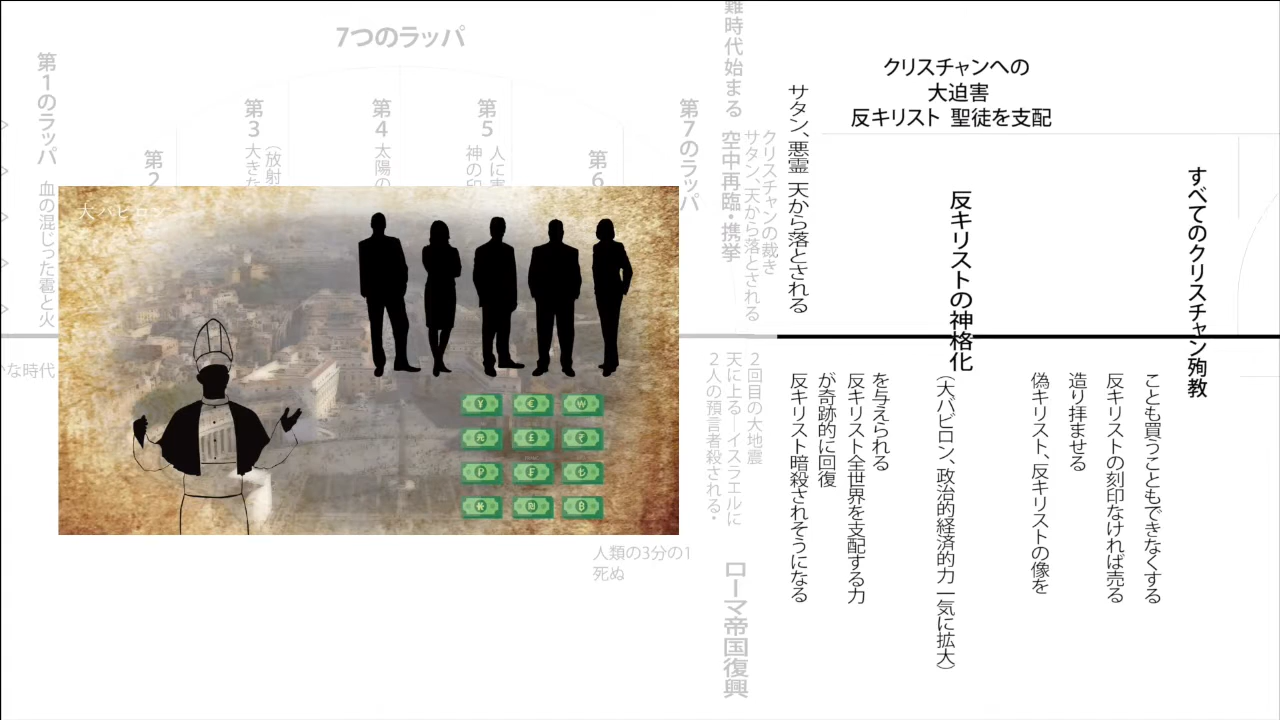 7つのラッパ
第1のラッパ
血の混じった雹と火
第2
第3
（放射
大きた
第4
太陽の
第5
人に害
神の印
第6
第7のラッパ
難時代始まる
空中再臨・携挙
クリスチャンの裁き
サタン、天から落とされる
サタン、悪霊 天から落とされる
クリスチャンへの
大迫害
反キリスト 聖徒を支配
反キリストの神格化
（大バビロン、政治的経済的力 一気に拡大）
すべてのクリスチャン殉教
大バビロン
かな時代
2回目の大地震
天に上る―イスラエルに
2人の預言者殺される・
反キリスト暗殺されそうになる
が奇跡的に回復
反キリスト全世界を支配する力
を与えられる
偽キリスト、反キリストの像を
造り拝ませる
反キリストの刻印なければ売る
ことも買うこともできなくする
人類の3分の1
死ぬ
ローマ帝国復興
¥ € ₩
元 £ ₹
₽ ₣ ₺
₪ ₿